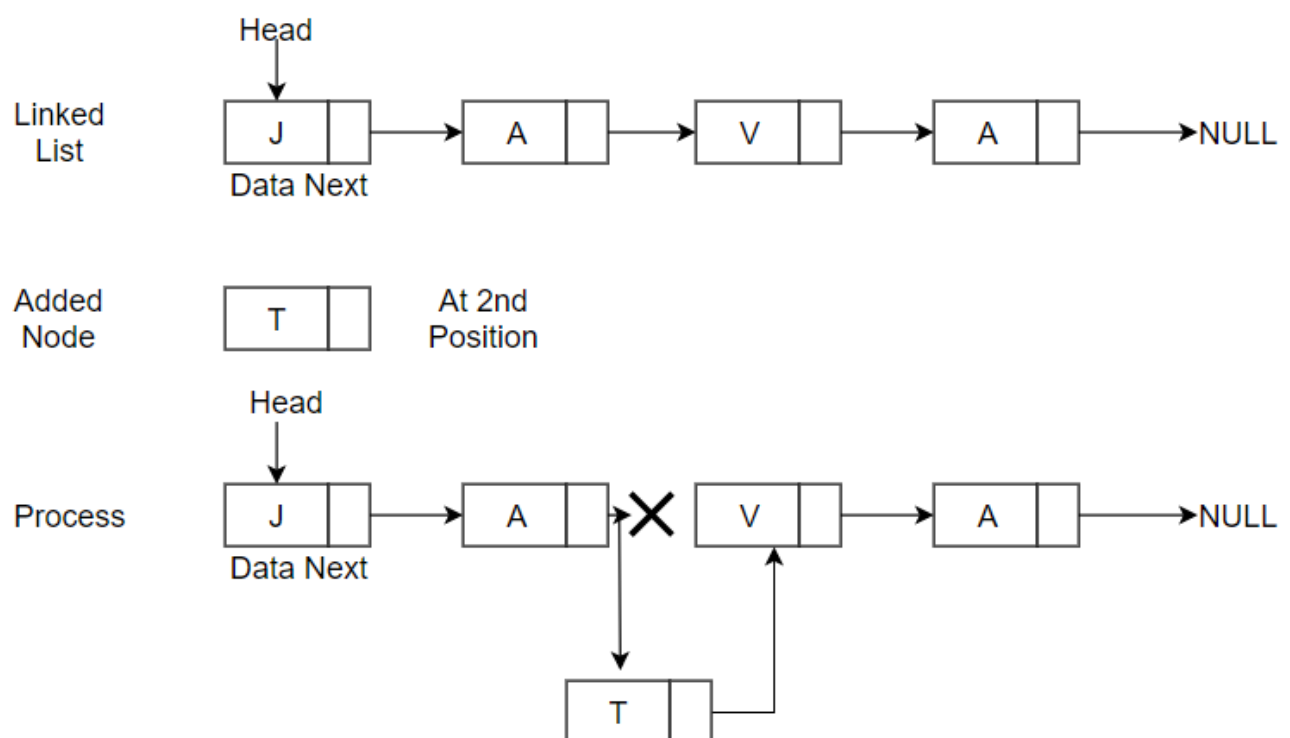 Head
Linked
List
J A V A NULL
Data Next
Added
Node
T
At 2nd
Position
Head
Process
J A V A NULL
Data Next
T